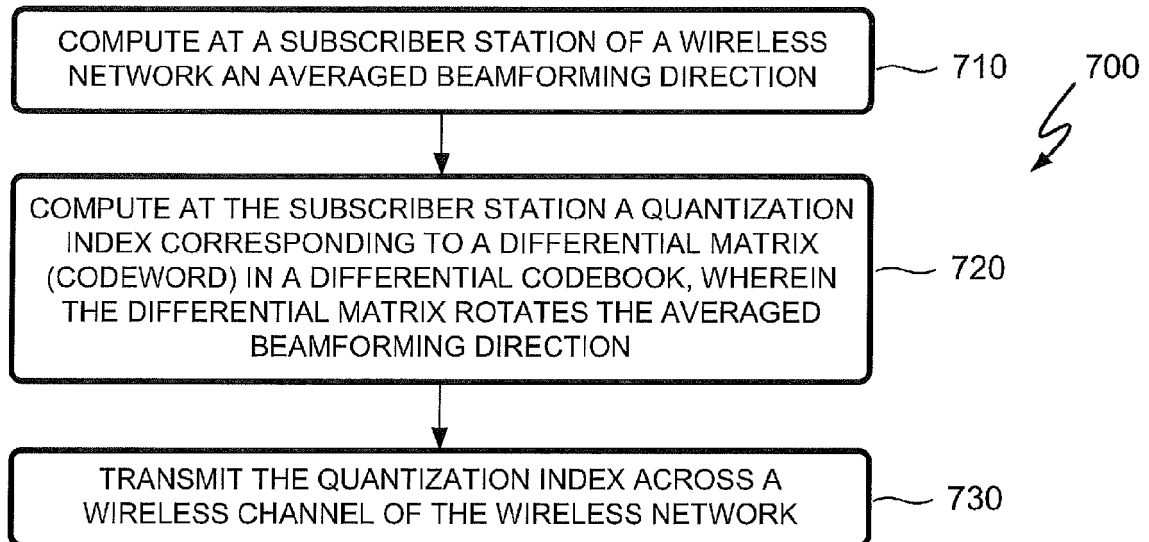 COMPUTE AT A SUBSCRIBER STATION OF A WIRELESS
NETWORK AN AVERAGED BEAMFORMING DIRECTION
710
700
COMPUTE AT THE SUBSCRIBER STATION A QUANTIZATION
INDEX CORRESPONDING TO A DIFFERENTIAL MATRIX
(CODEWORD) IN A DIFFERENTIAL CODEBOOK, WHEREIN
THE DIFFERENTIAL MATRIX ROTATES THE AVERAGED
BEAMFORMING DIRECTION
720
TRANSMIT THE QUANTIZATION INDEX ACROSS A
WIRELESS CHANNEL OF THE WIRELESS NETWORK
730